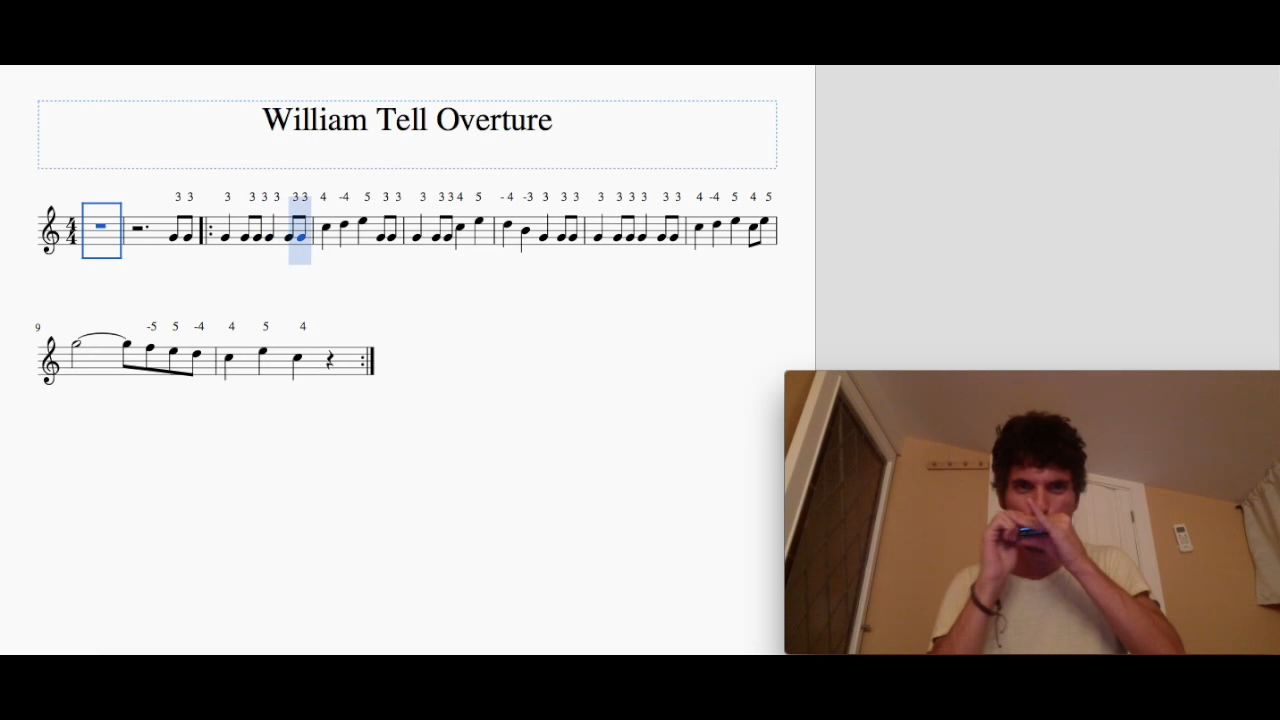 William Tell Overture
3 3 3 3 3 3 3 3 4 -4 5 3 3 3 3 3 4 5 - 4 -3 3 3 3 3 3 3 3 3 3 4 -4 5 4 5
4
4
9 -5 5 -4 4 5 4